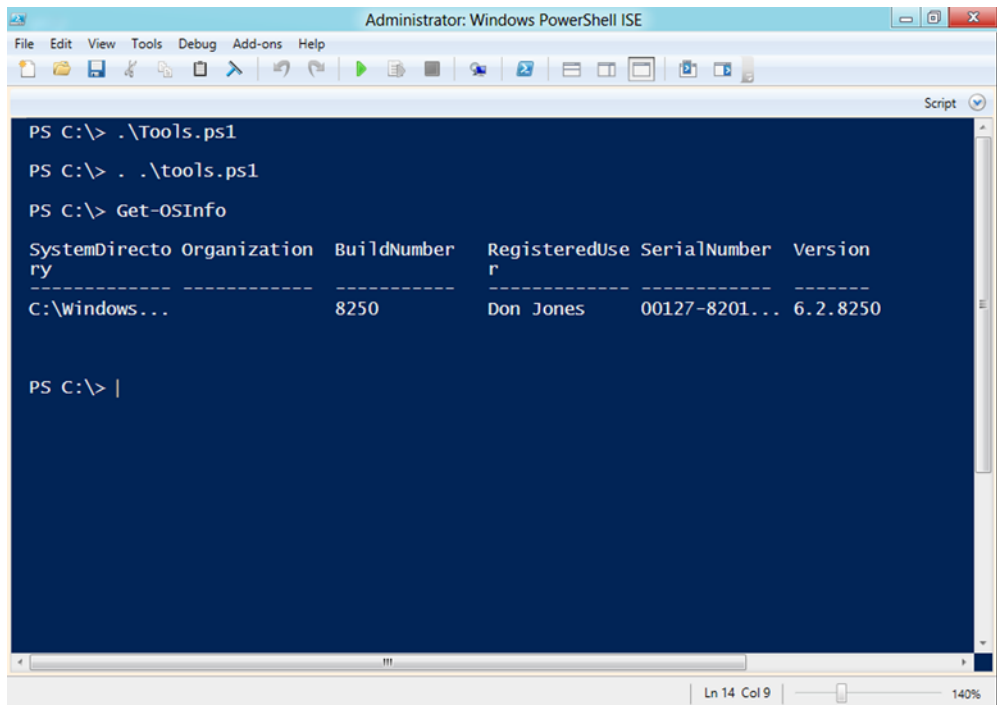 Administrator: Windows PowerShell ISE
File Edit View Tools Debug Add-ons Help
Script
PS C:\> .\Tools.ps1
PS C:\> . .\tools.ps1
PS C:\> Get-OSInfo
SystemDirecto Organization BuildNumber RegisteredUse SerialNumber Version
ry r
------------- ------------ ----------- ------------- ------------ -------
C:\Windows... 8250 Don Jones 00127-8201... 6.2.8250
PS C:\>
Ln 14 Col 9 140%